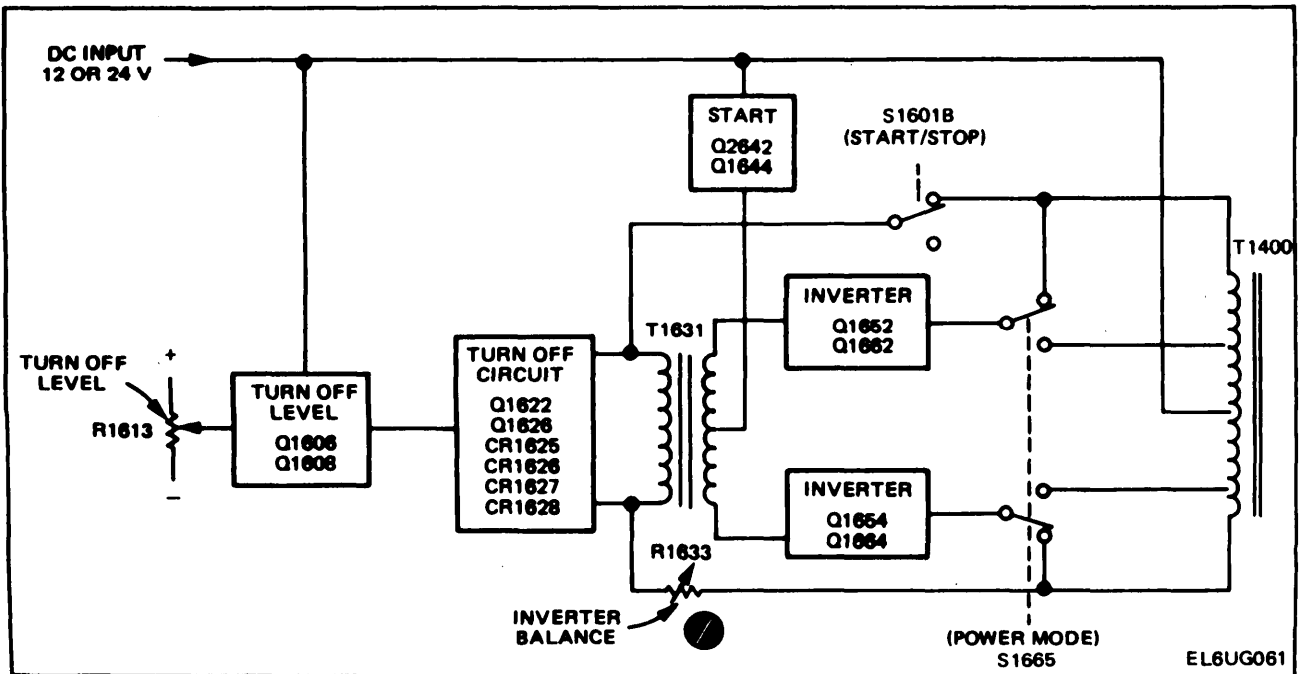 DC INPUT
12 OR 24 V
START
Q2642
Q1644
S1601B
(START/STOP)
T1400
INVERTER
Q1652
Q1662
T1631
TURN OFF
LEVEL
R1613
+
−
TURN OFF
LEVEL
Q1606
Q1608
TURN OFF
CIRCUIT
Q1622
Q1626
CR1625
CR1626
CR1627
CR1628
INVERTER
Q1654
Q1664
R1633
INVERTER
BALANCE
(POWER MODE)
S1665
EL6UG061